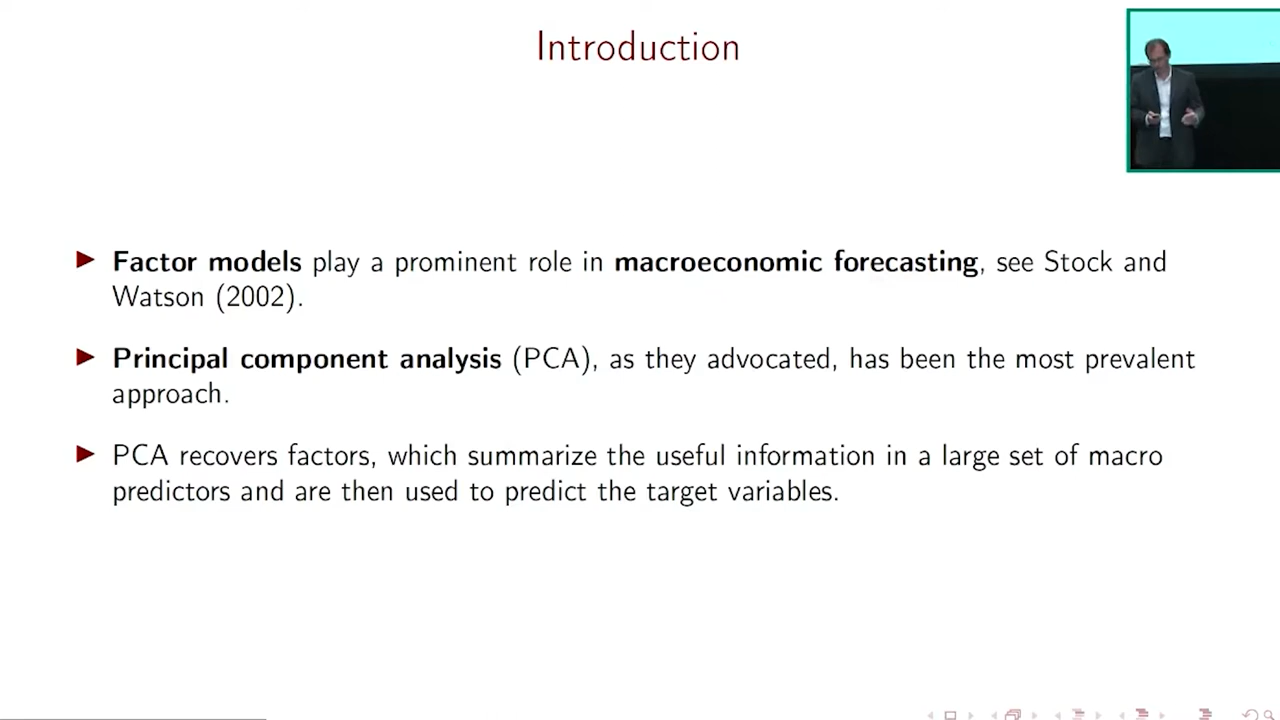 Introduction
Factor models play a prominent role in macroeconomic forecasting, see Stock and
Watson (2002).
Principal component analysis (PCA), as they advocated, has been the most prevalent
approach.
PCA recovers factors, which summarize the useful information in a large set of macro
predictors and are then used to predict the target variables.